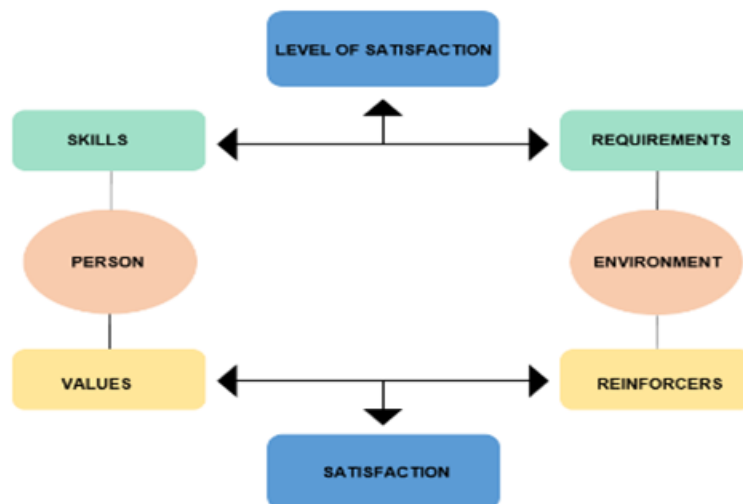 LEVEL OF SATISFACTION
SKILLS
REQUIREMENTS
PERSON
ENVIRONMENT
VALUES
REINFORCERS
SATISFACTION